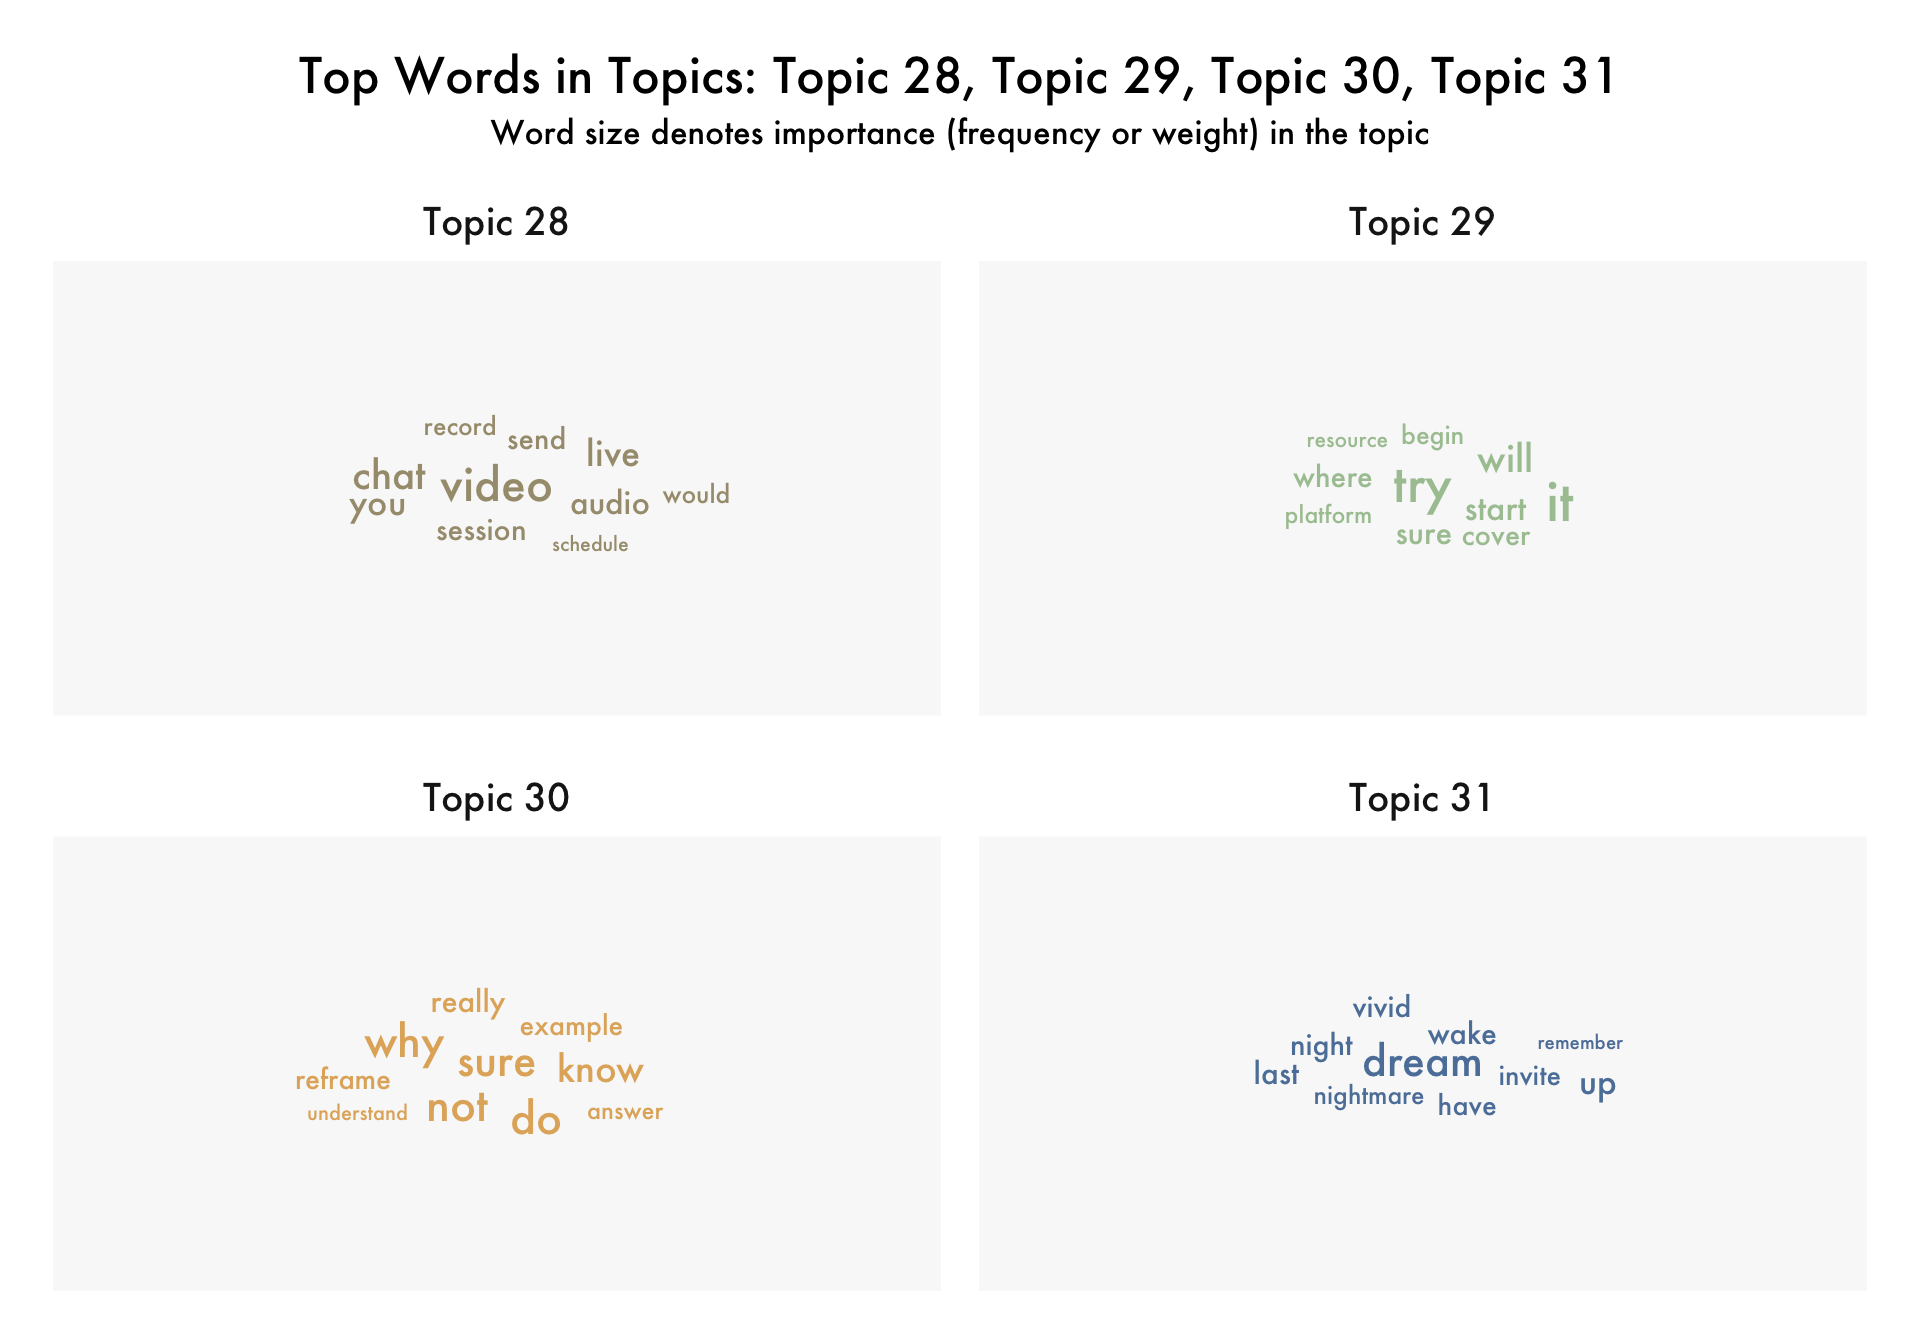 Top Words in Topics: Topic 28, Topic 29, Topic 30, Topic 31
Word size denotes importance (frequency or weight) in the topic
Topic 28
record
send
live
chat
video
you
audio
would
session
schedule
Topic 29
resource
begin
will
where
try
it
platform
start
sure
cover
Topic 30
really
example
why
sure
know
reframe
understand
not
do
answer
Topic 31
vivid
wake
remember
night
dream
last
invite
up
nightmare
have